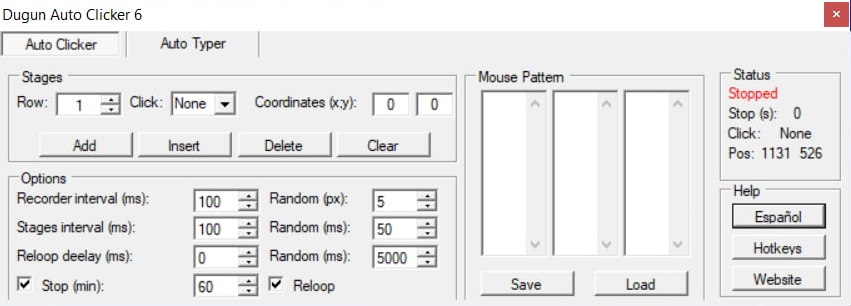 Dugun Auto Clicker 6
Auto Clicker Auto Typer
Stages
Row: 1 Click: None Coordinates (x;y): 0 0
Add Insert Delete Clear
Options
Recorder interval (ms): 100 Random (px): 5
Stages interval (ms): 100 Random (ms): 50
Reloop deelay (ms): 0 Random (ms): 5000
Stop (min): 60 Reloop
Mouse Pattern
Save Load
Status
Stopped
Stop (s): 0
Click: None
Pos: 1131 526
Help
Español
Hotkeys
Website